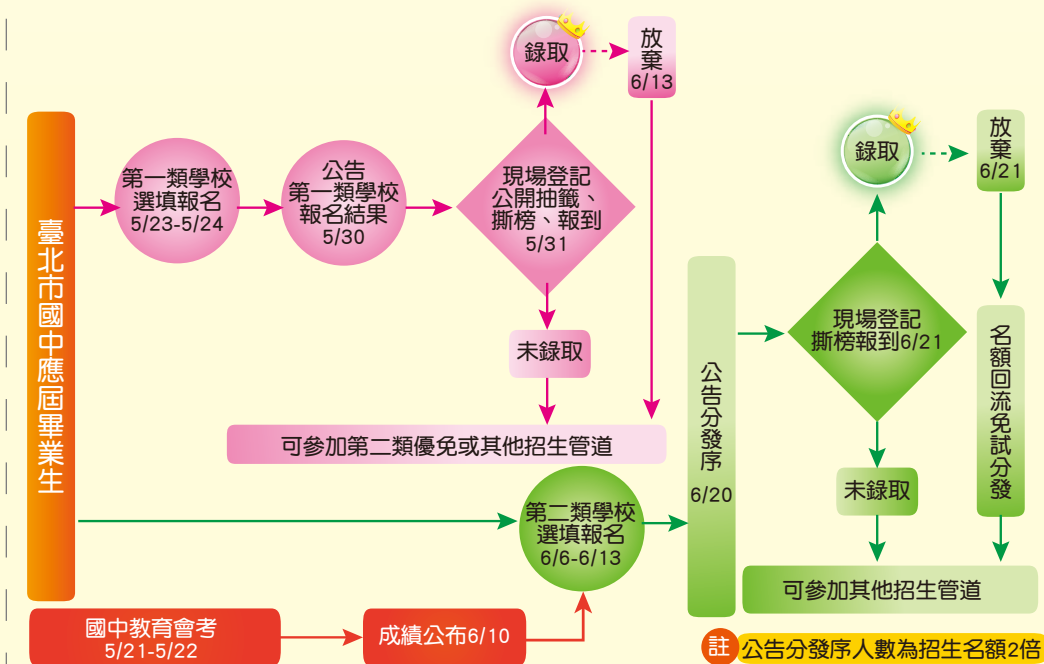 臺北市國中應屆畢業生
第一類學校
選填報名
5/23-5/24
公告
第一類學校
報名結果
5/30
現場登記
公開抽籤、
撕榜、報到
5/31
錄取
放棄
6/13
未錄取
可參加第二類優免或其他招生管道
第二類學校
選填報名
6/6-6/13
國中教育會考
5/21-5/22
成績公布6/10
公告分發序
6/20
現場登記
撕榜報到6/21
錄取
放棄
6/21
名額回流免試分發
未錄取
可參加其他招生管道
註 公告分發序人數為招生名額2倍